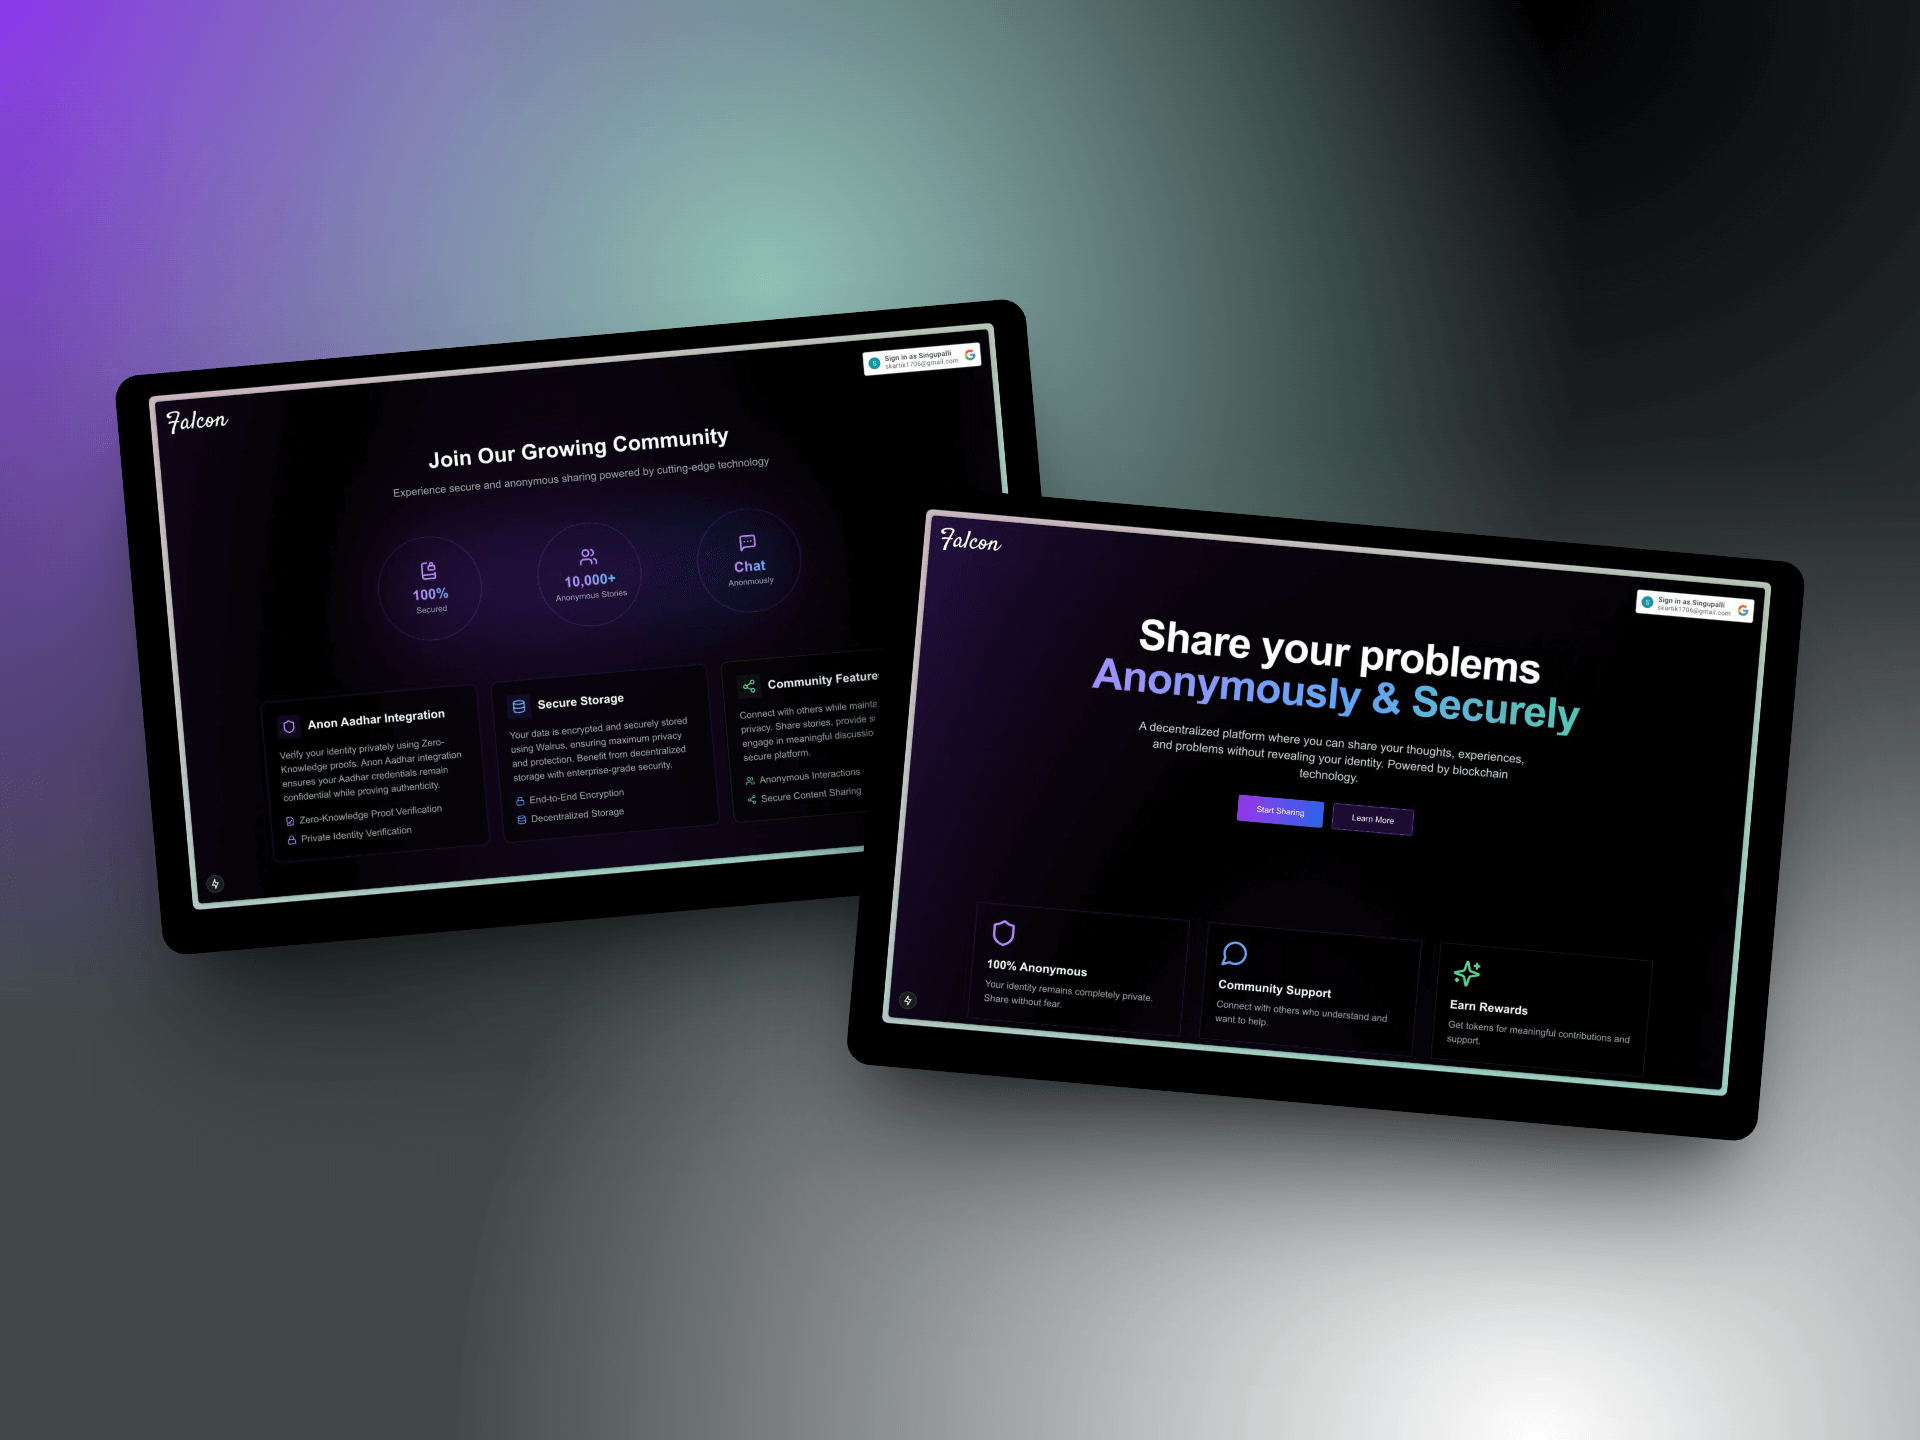 Falcon
Sign in as Singupalli
skartik1706@gmail.com
Join Our Growing Community
Experience secure and anonymous sharing powered by cutting-edge technology
100%
Secured
10,000+
Anonymous Stories
Chat
Anonmously
Anon Aadhar Integration
Verify your identity privately using Zero-
Knowledge proofs. Anon Aadhar integration
ensures your Aadhar credentials remain
confidential while proving authenticity.
Zero-Knowledge Proof Verification
Private Identity Verification
Secure Storage
Your data is encrypted and securely stored
using Walrus, ensuring maximum privacy
and protection. Benefit from decentralized
storage with enterprise-grade security.
End-to-End Encryption
Decentralized Storage
Community Feature
Connect with others while
privacy. Share stories, provide
engage in meaningful
secure platform.
Anonymous Interactions
Secure Content Sharing
Falcon
Sign in as Singupalli
skartik1706@gmail.com
Share your problems
Anonymously & Securely
A decentralized platform where you can share your thoughts, experiences,
and problems without revealing your identity. Powered by blockchain
technology.
Start Sharing
Learn More
100% Anonymous
Your identity remains completely private.
Share without fear.
Community Support
Connect with others who understand and
want to help.
Earn Rewards
Get tokens for meaningful contributions and
support.